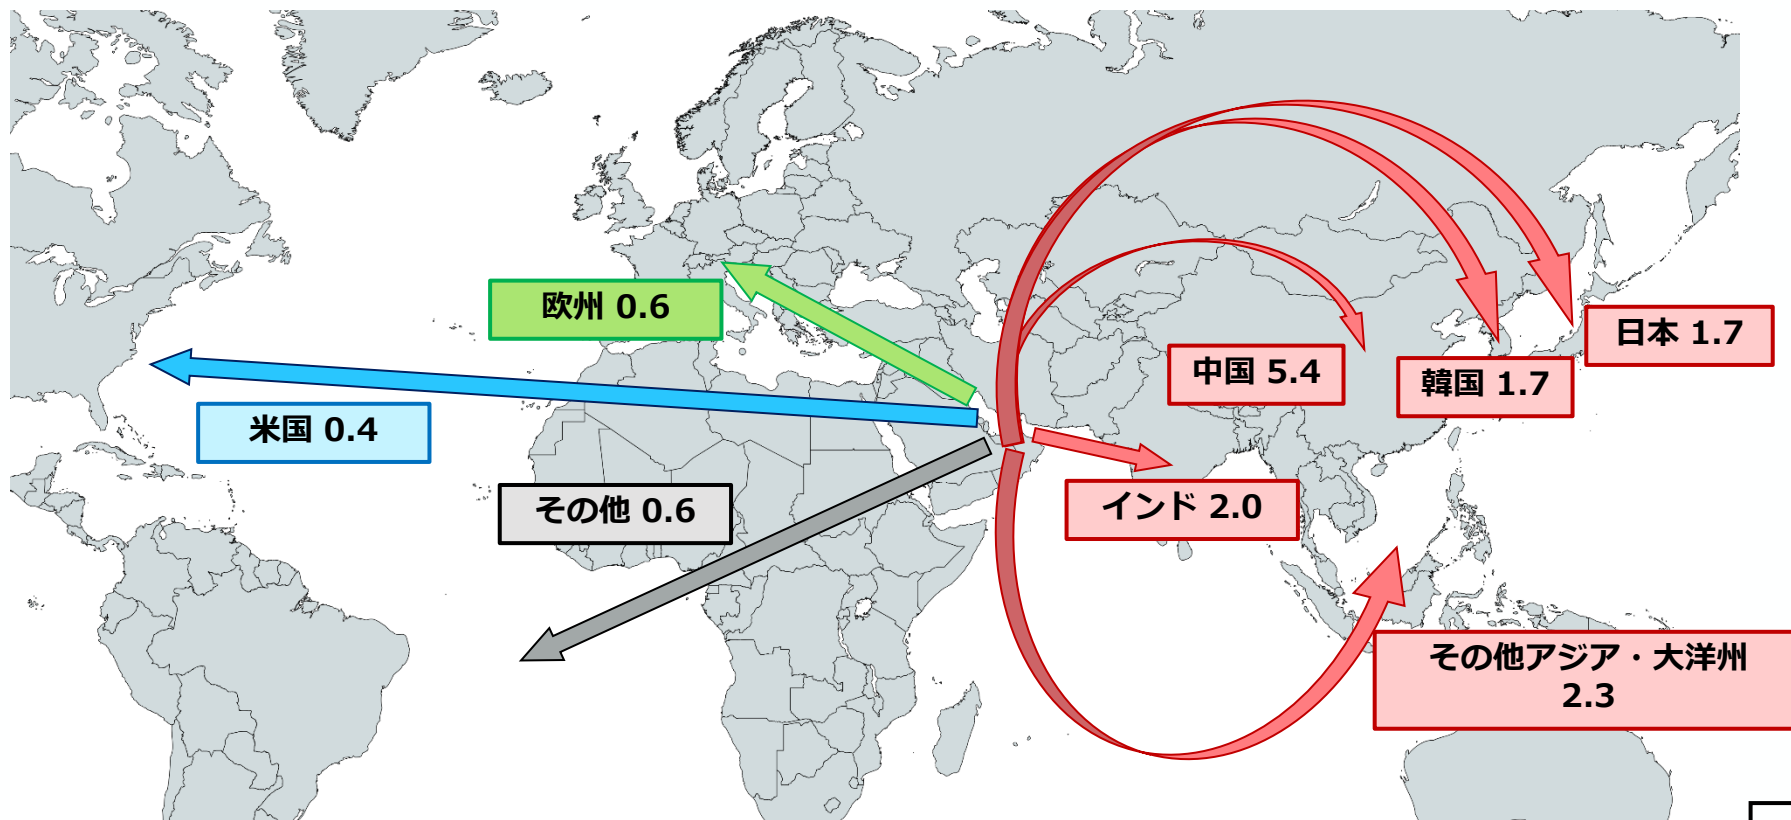 欧州 0.6
日本 1.7
中国 5.4
韓国 1.7
米国 0.4
インド 2.0
その他 0.6
その他アジア・大洋州
2.3